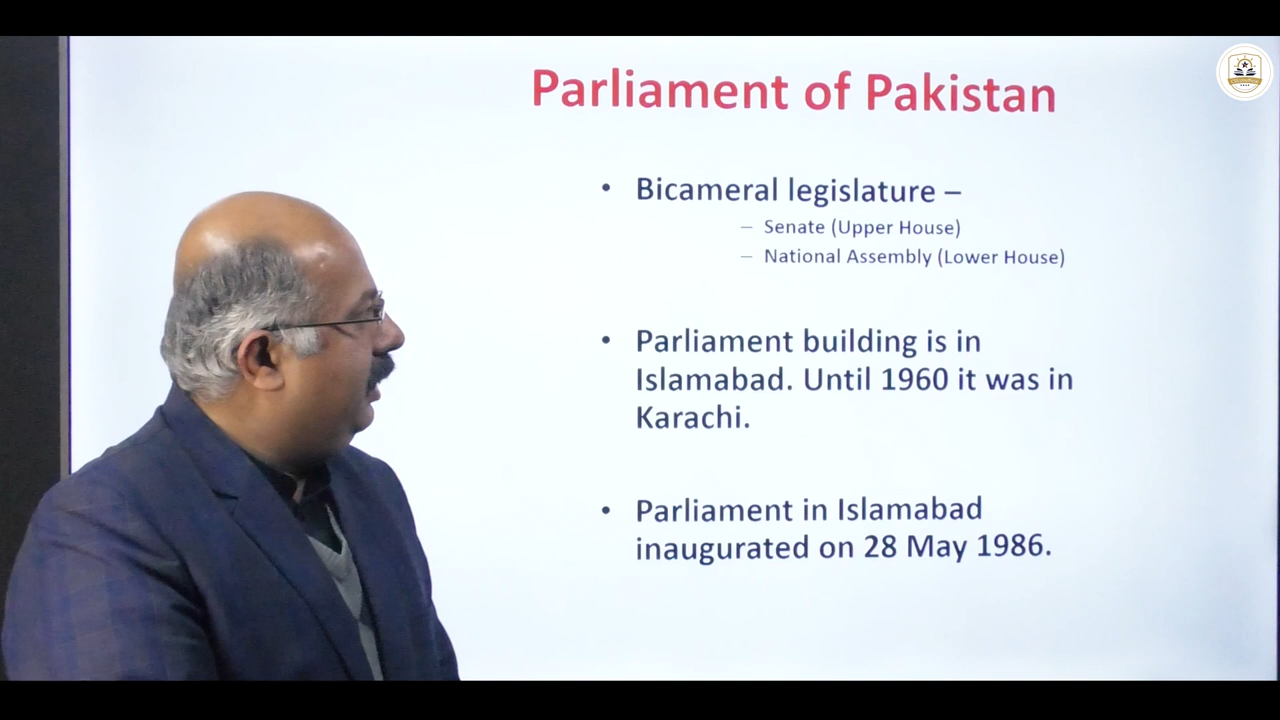 Parliament of Pakistan
• Bicameral legislature –
– Senate (Upper House)
– National Assembly (Lower House)
• Parliament building is in
Islamabad. Until 1960 it was in
Karachi.
• Parliament in Islamabad
inaugurated on 28 May 1986.